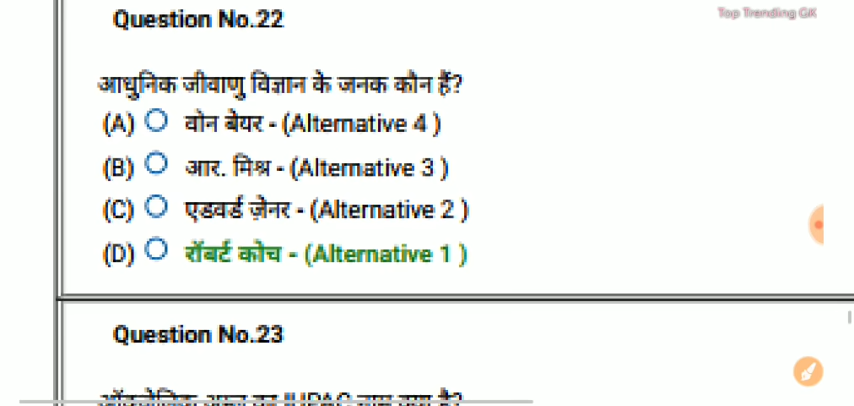 Question No.22
Top Trending GK
आधुनिक जीवाणु विज्ञान के जनक कौन हैं?
(A) वोन बेयर - (Alternative 4 )
(B) आर. मिश्र - (Alternative 3 )
(C) एडवर्ड ज़ेनर - (Alternative 2 )
(D) रॉबर्ट कोच - (Alternative 1 )
Question No.23
IUPAC नाम क्या है?